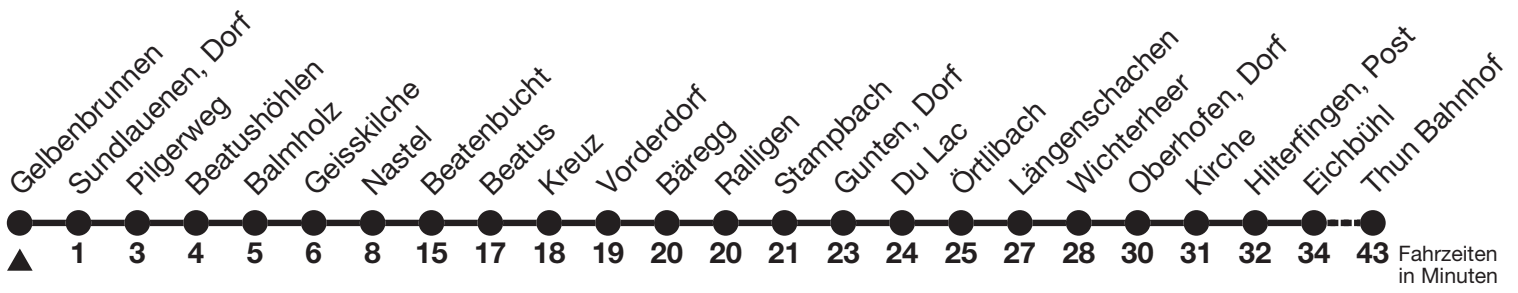 Gelbenbrunnen
Sundlauenen, Dorf
Pilgerweg
Beatushöhlen
Balmholz
Geisskilche
Nastel
Beatenbucht
Beatus
Kreuz
Vorderdorf
Bäregg
Ralligen
Stampbach
Gunten, Dorf
Du Lac
Örtlibach
Längenschachen
Wichterheer
Oberhofen, Dorf
Kirche
Hilterfingen, Post
Eichbühl
Thun Bahnhof
1 3 4 5 6 8 15 17 18 19 20 20 21 23 24 25 27 28 30 31 32 34 43 Fahrzeiten
in Minuten